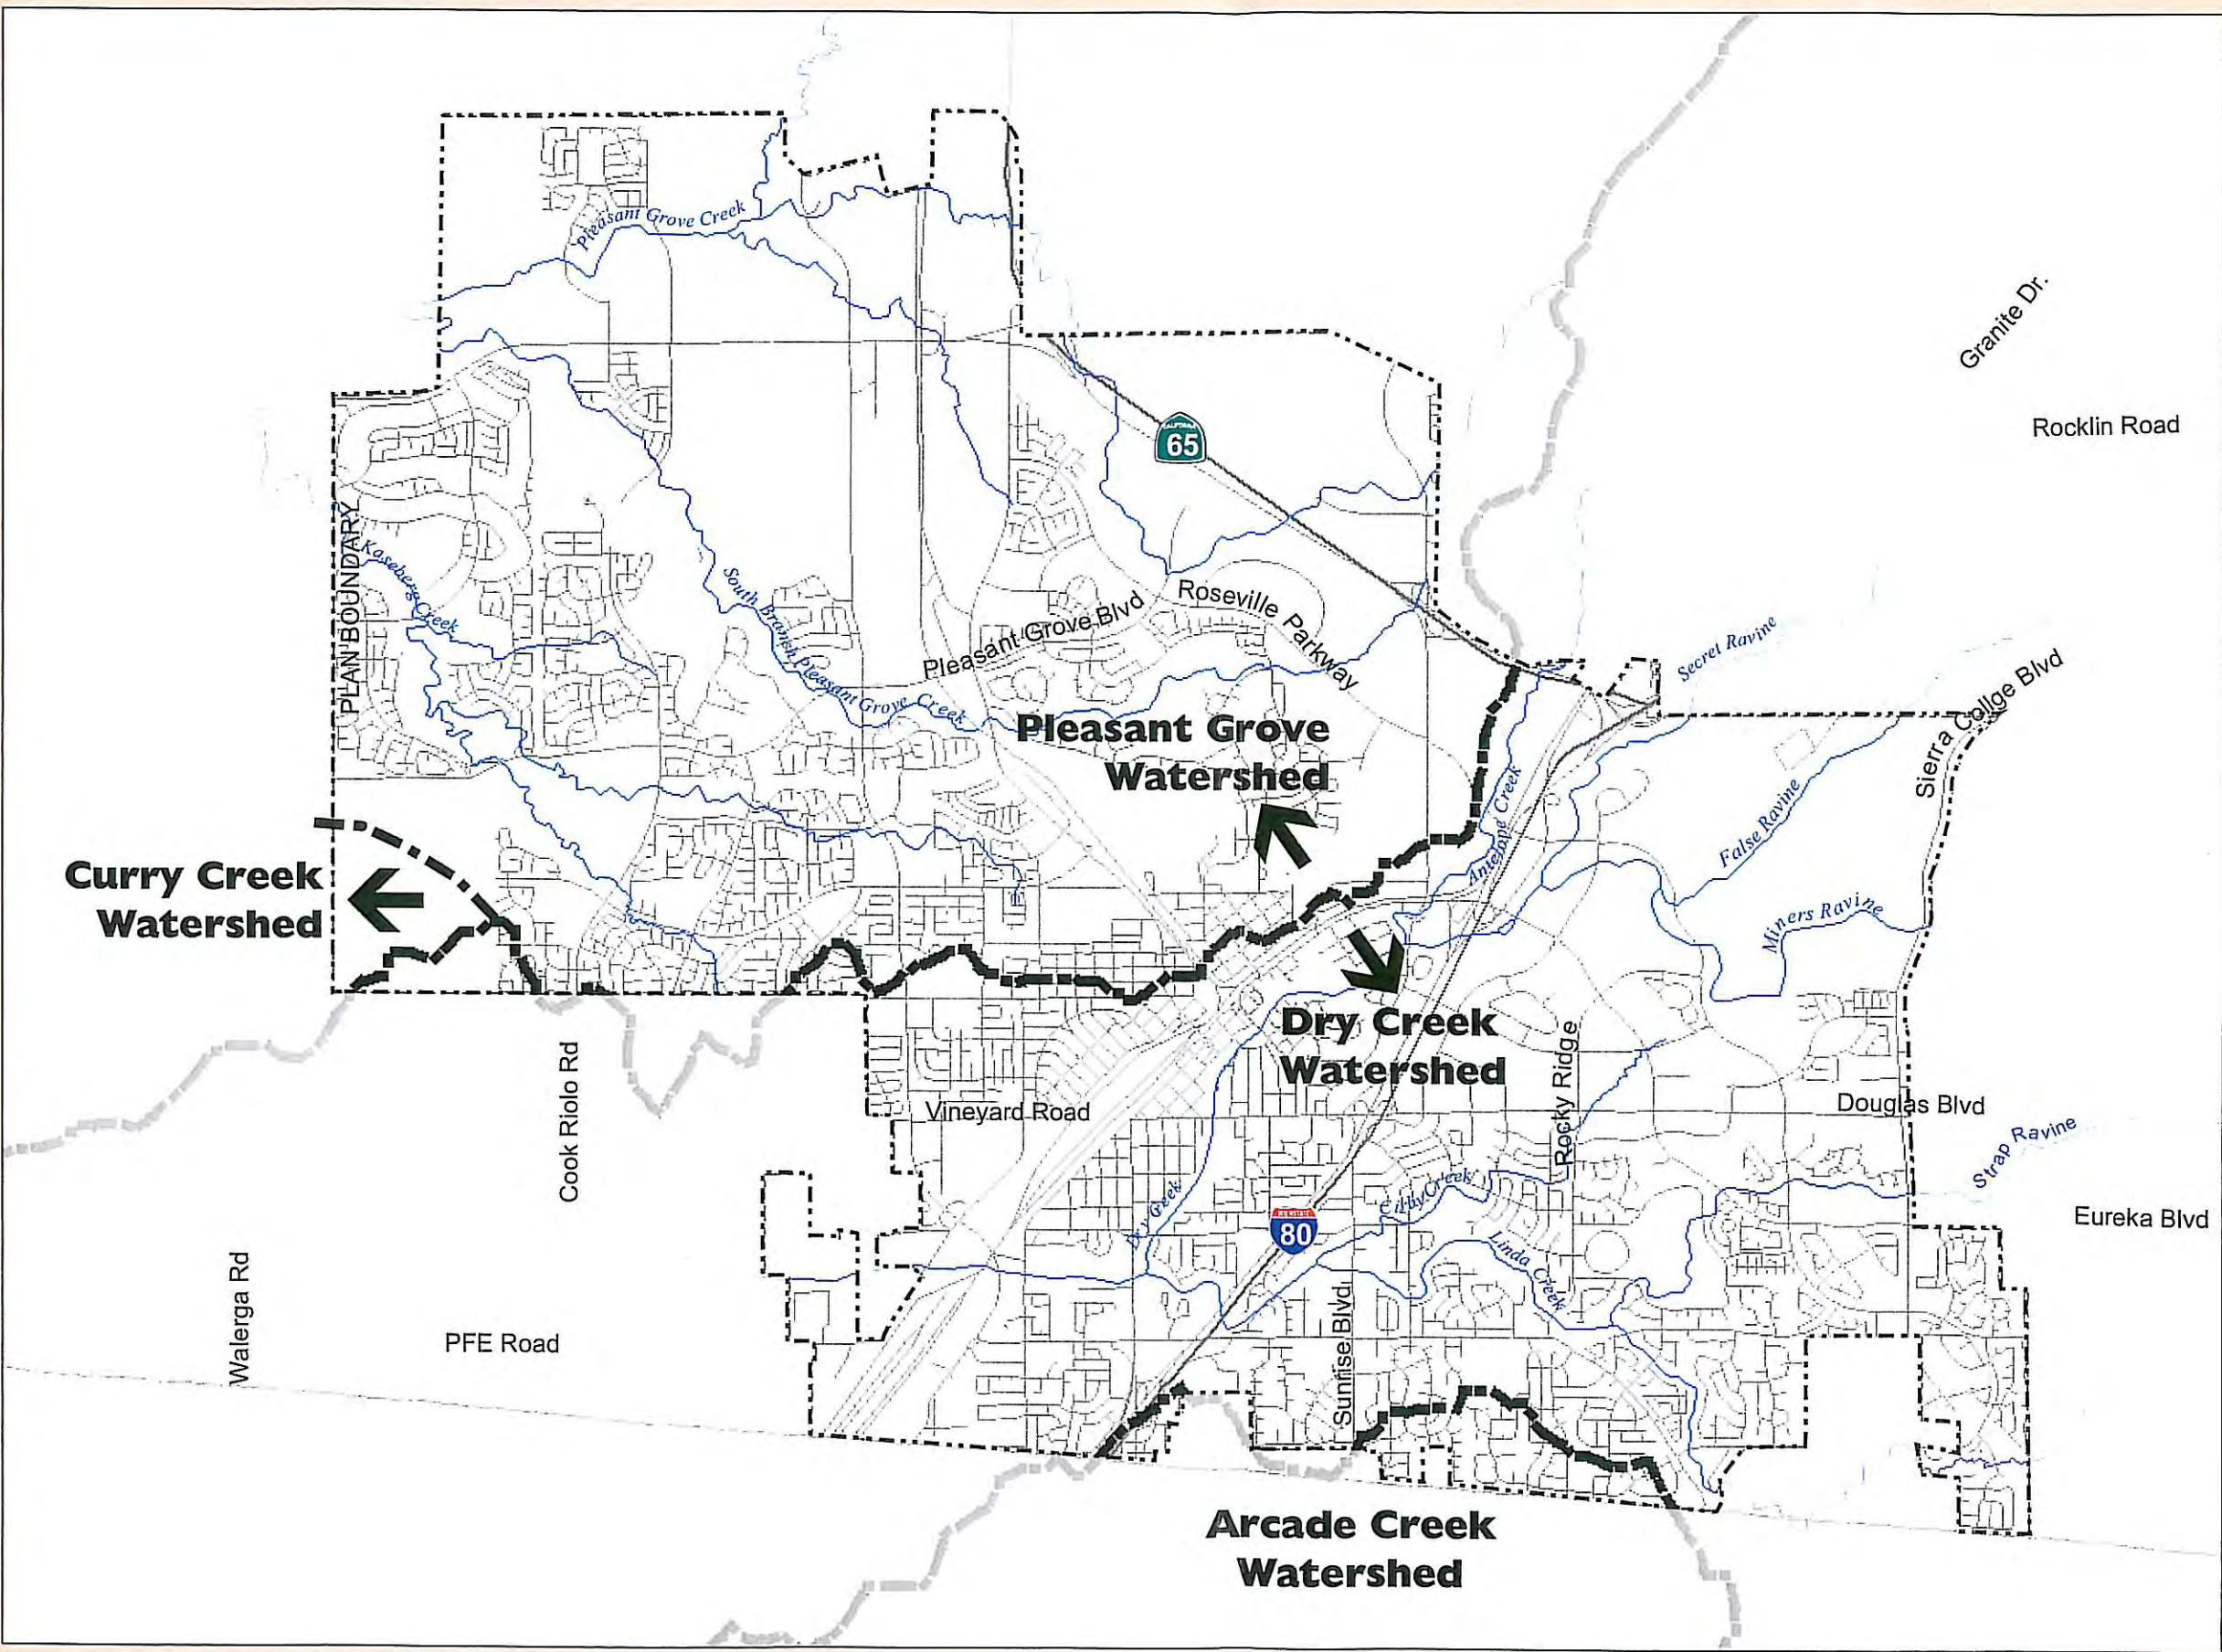 Granite Dr.
Rocklin Road
Pleasant Grove Creek
CALIFORNIA
65
PLAN BOUNDARY
Kaseberg Creek
South Branch Pleasant Grove Creek
Pleasant Grove Blvd
Roseville Parkway
Secret Ravine
Sierra Collge Blvd
Pleasant Grove
Watershed
Antelope Creek
False Ravine
Miners Ravine
Curry Creek
Watershed
Dry Creek
Watershed
Cook Riolo Rd
Vineyard Road
Rocky Ridge
Douglas Blvd
Strap Ravine
Eureka Blvd
Cirby Creek
Linda Creek
80
Walerga Rd
PFE Road
Sunrise Blvd
Arcade Creek
Watershed